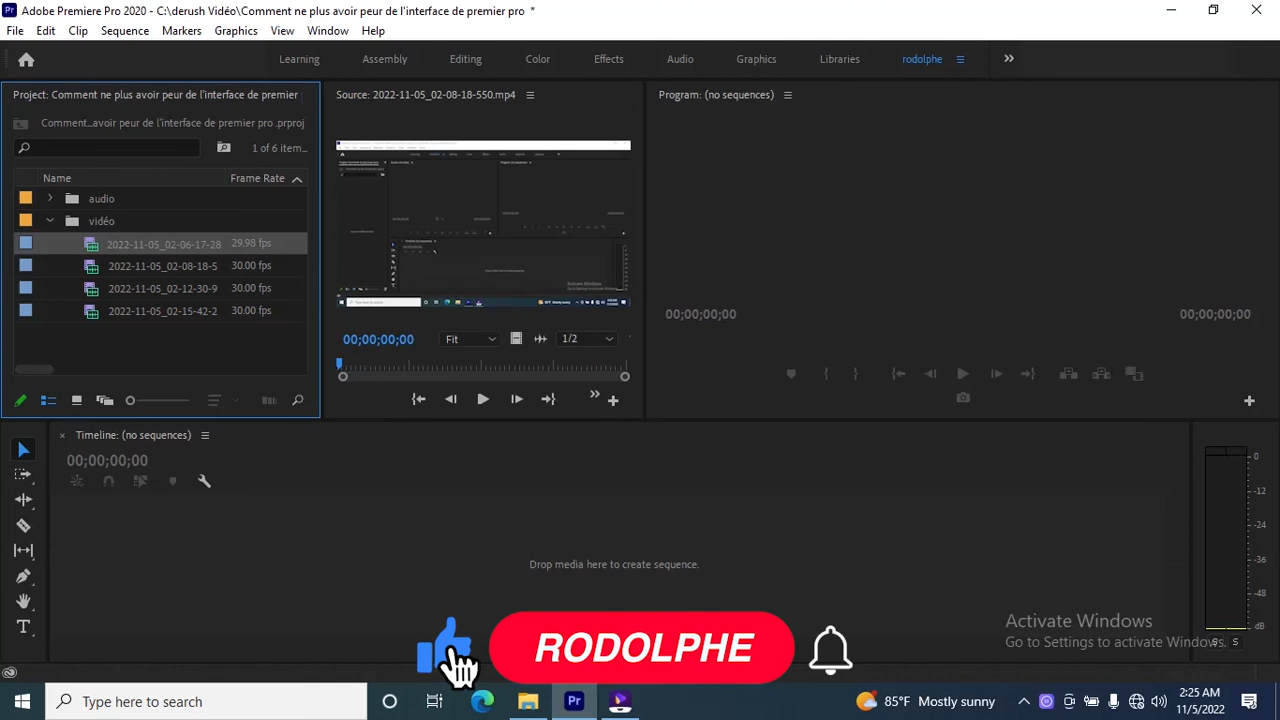 Adobe Premiere Pro 2020 - C:\derush Vidéo\Comment ne plus avoir peur de l'interface de premier pro *
File Edit Clip Sequence Markers Graphics View Window Help
Learning Assembly Editing Color Effects Audio Graphics Libraries rodolphe
Project: Comment ne plus avoir peur de l'interface de premier
Source: 2022-11-05_02-08-18-550.mp4
Program: (no sequences)
Comment...avoir peur de l'interface de premier pro .prproj
1 of 6 item...
Name Frame Rate
audio
vidéo
2022-11-05_02-06-17-28 29.98 fps
2022-11-05_02-08-18-5 30.00 fps
2022-11-05_02-12-30-9 30.00 fps
2022-11-05_02-15-42-2 30.00 fps
00;00;00;00 Fit 1/2
00;00;00;00 00;00;00;00
Timeline: (no sequences)
00;00;00;00
Drop media here to create sequence.
0
-12
-24
-36
-48
dB
S S
RODOLPHE
Activate Windows
Go to Settings to activate Windows.
Type here to search
85°F Mostly sunny
2:25 AM
11/5/2022